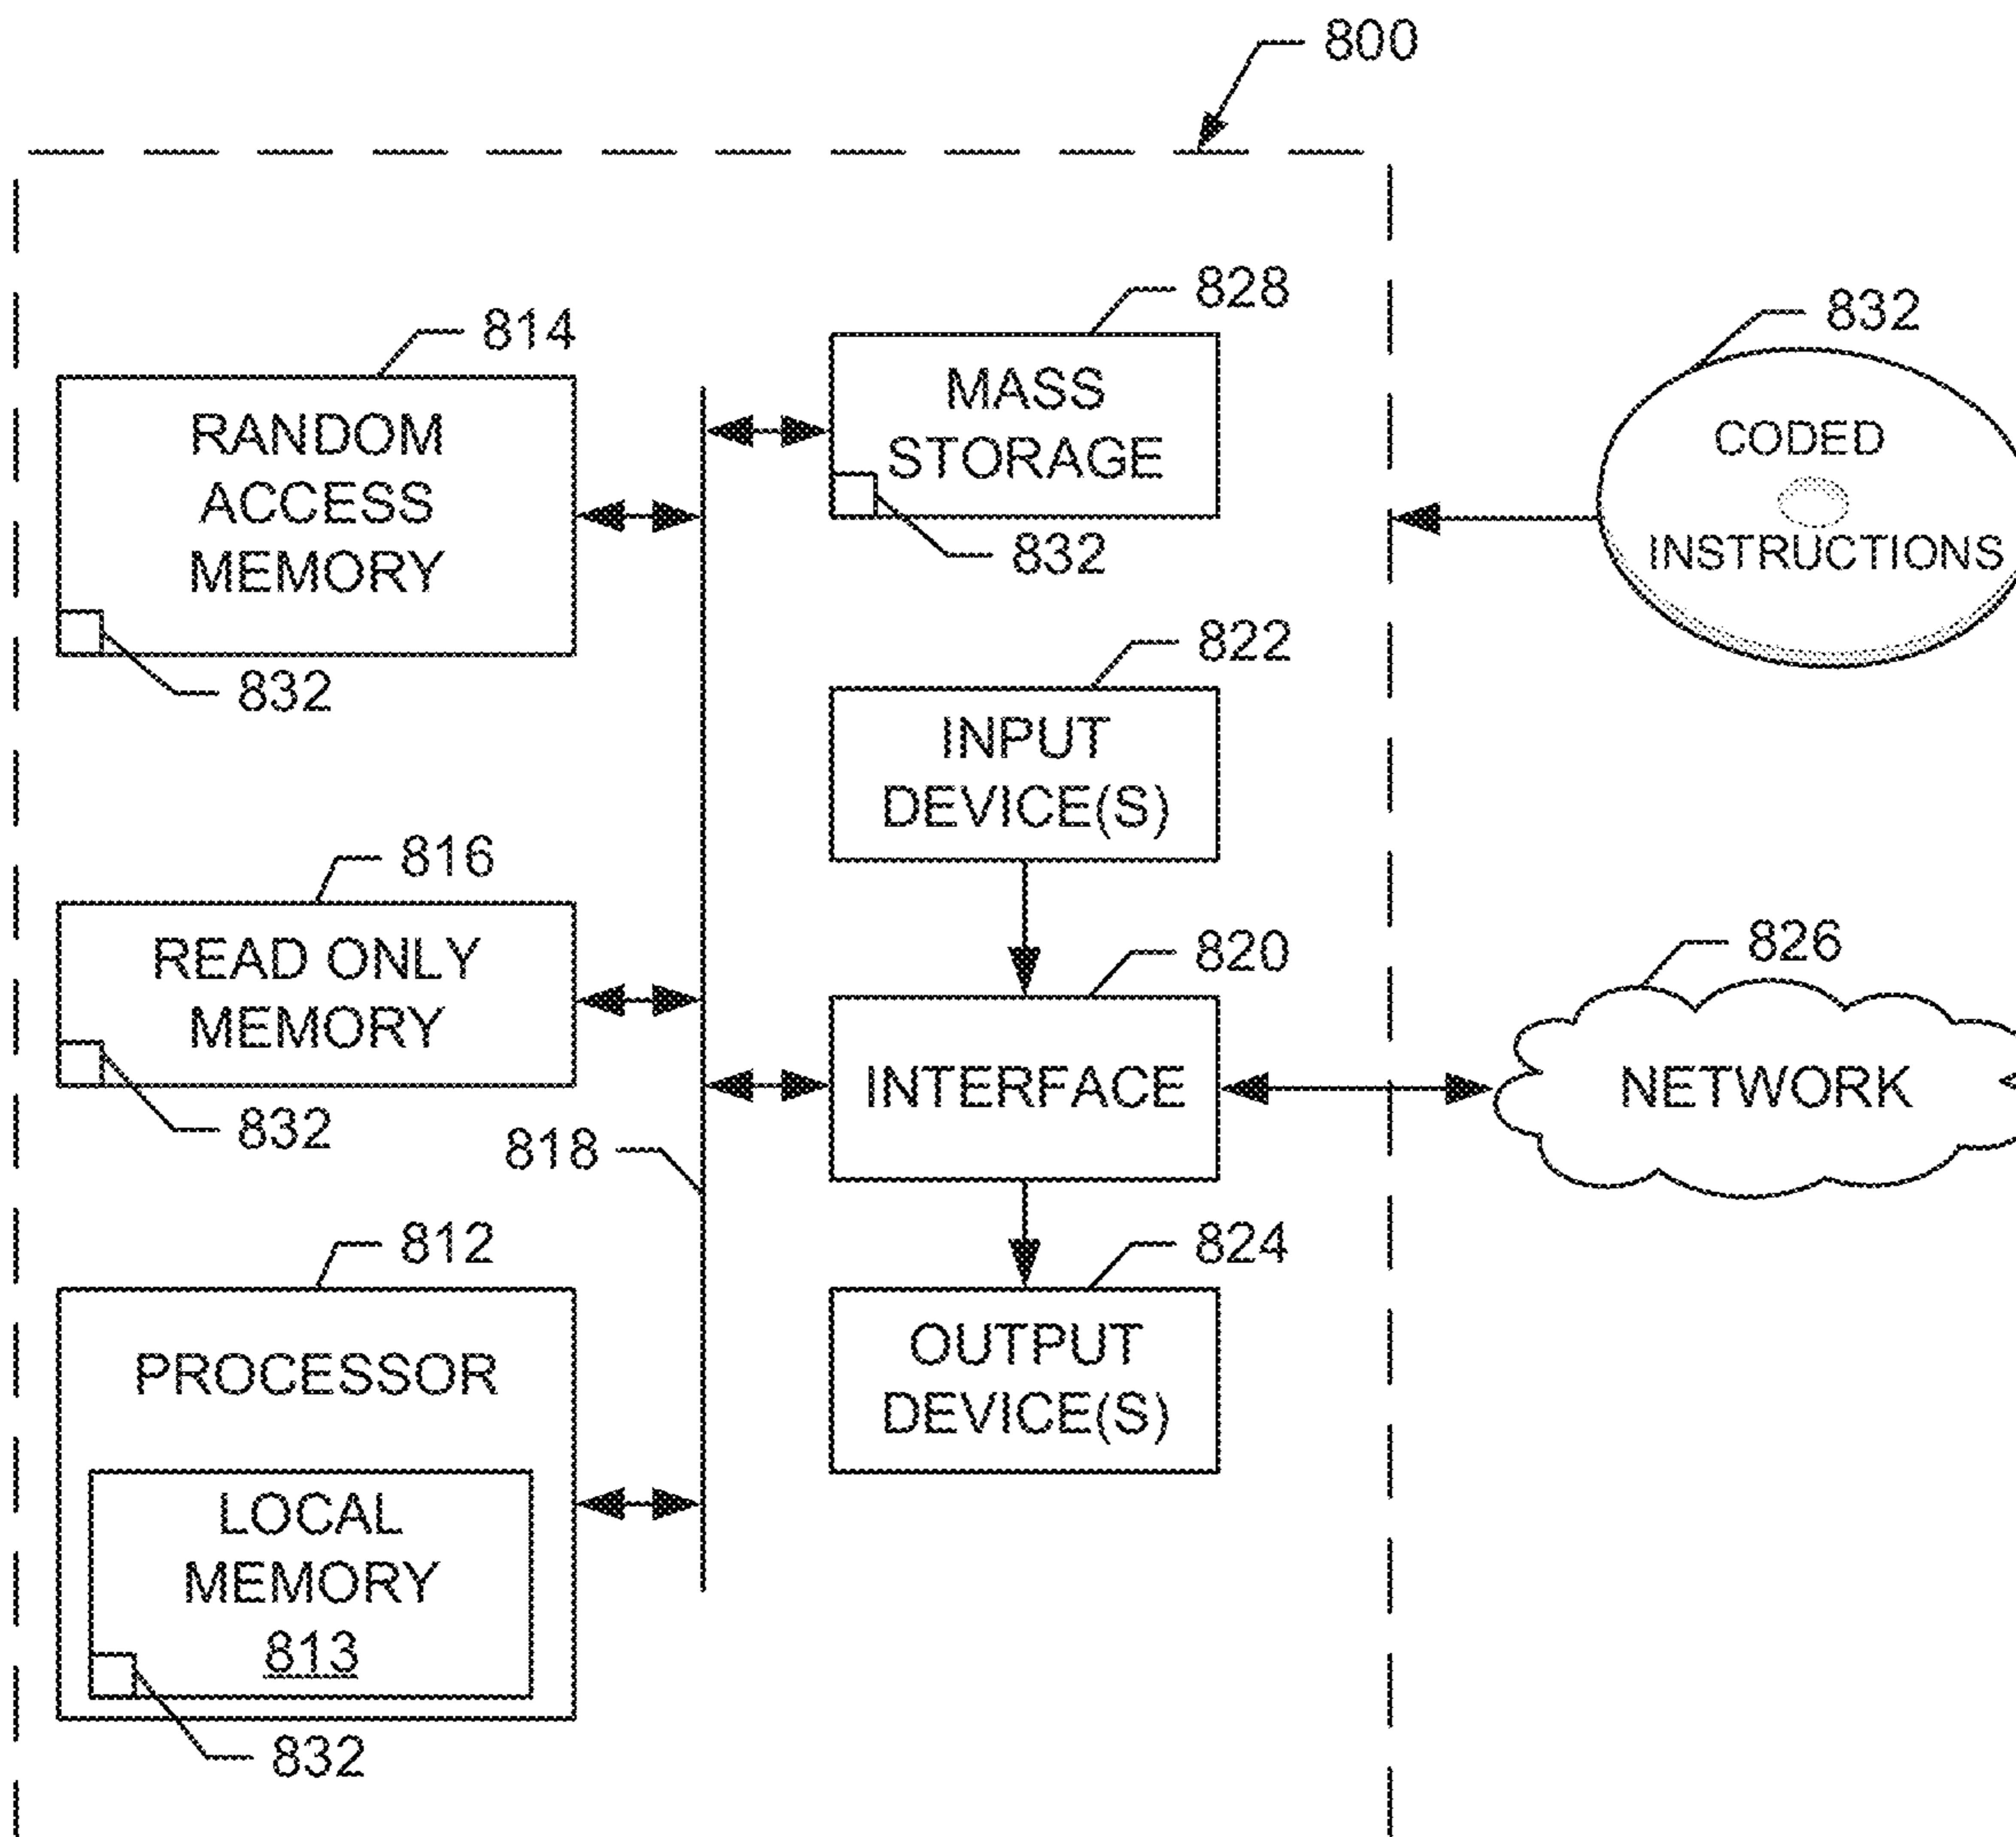 800
828
814
832
MASS
STORAGE
RANDOM
ACCESS
MEMORY
CODED
INSTRUCTIONS
832
832
822
INPUT
DEVICE(S)
816
READ ONLY
MEMORY
820
826
INTERFACE
NETWORK
832
818
812
824
PROCESSOR
OUTPUT
DEVICE(S)
LOCAL
MEMORY
813
832